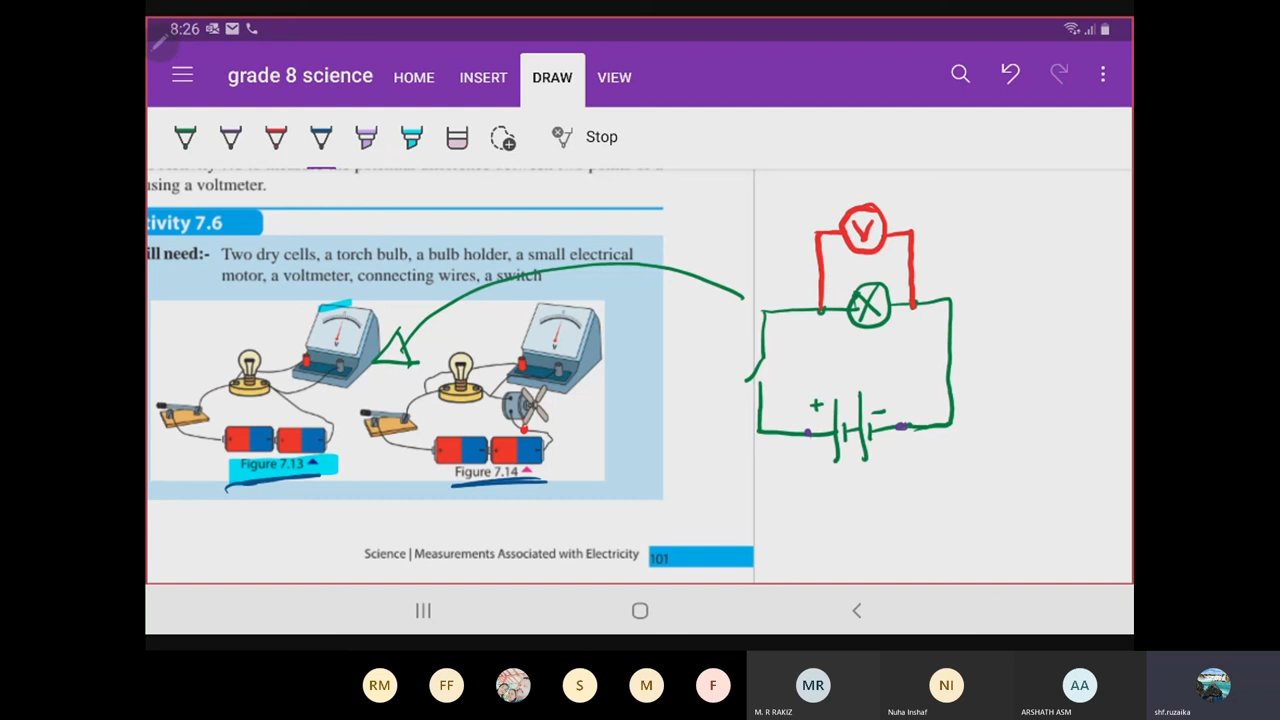 8:26
grade 8 science HOME INSERT DRAW VIEW
Stop
using a voltmeter.
tivity 7.6
ill need:- Two dry cells, a torch bulb, a bulb holder, a small electrical
motor, a voltmeter, connecting wires, a switch
V
X
+ −
Figure 7.13
Figure 7.14
Science | Measurements Associated with Electricity 101
RM FF S M F MR NI AA
M. R RAKIZ Nuha Inshaf ARSHATH ASM shf.ruzaika